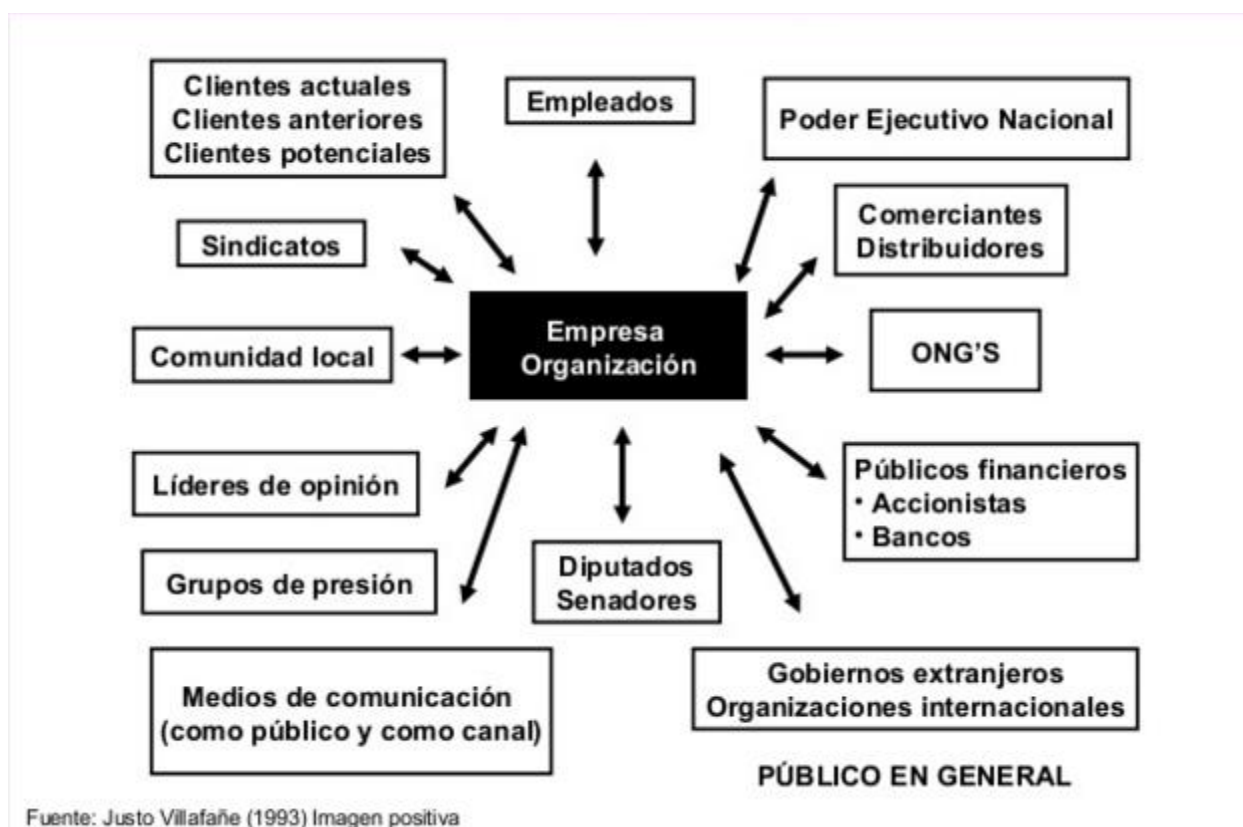 Clientes actuales
Clientes anteriores
Clientes potenciales
Empleados
Poder Ejecutivo Nacional
Sindicatos
Comerciantes
Distribuidores
Empresa
Organización
Comunidad local
ONG'S
Líderes de opinión
Públicos financieros
• Accionistas
• Bancos
Grupos de presión
Diputados
Senadores
Medios de comunicación
(como público y como canal)
Gobiernos extranjeros
Organizaciones internacionales
PÚBLICO EN GENERAL
Fuente: Justo Villafañe (1993) Imagen positiva